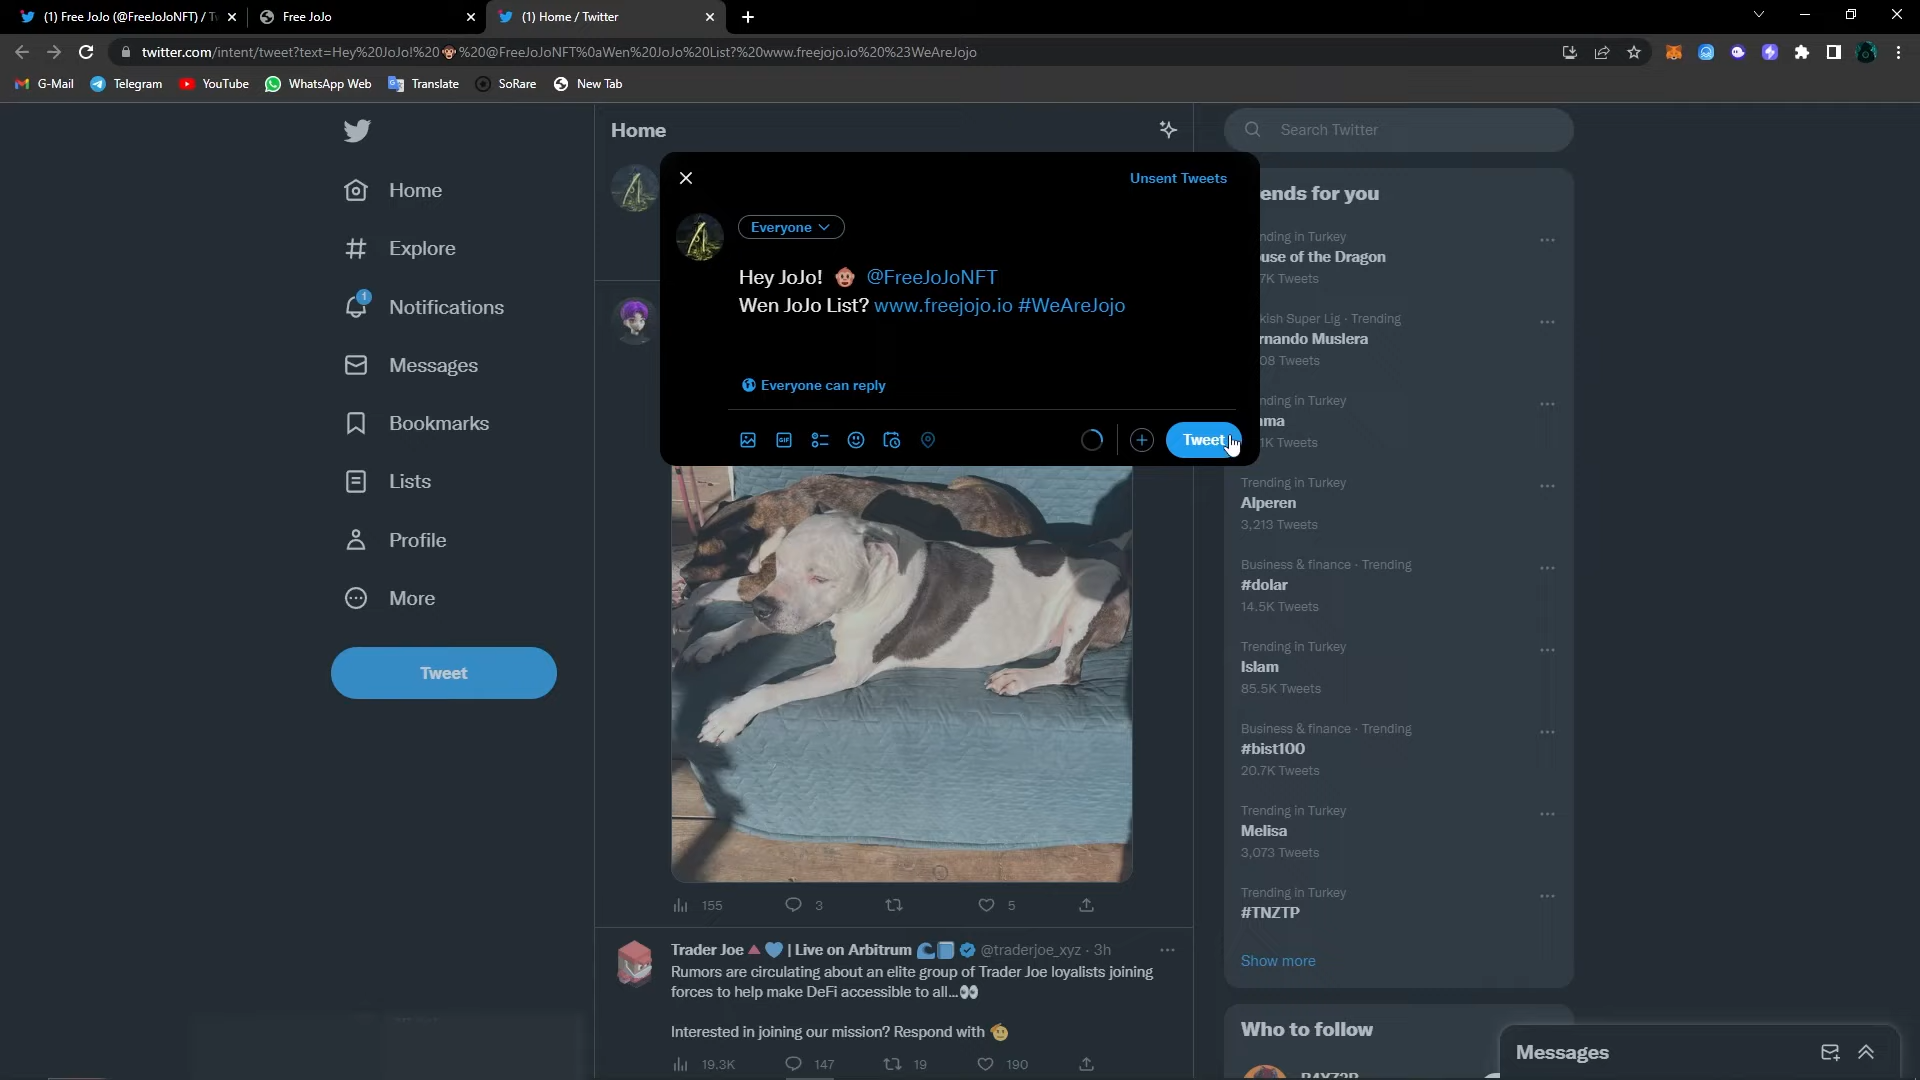 (1) Free JoJo (@FreeJoJoNFT) / Tw
Free JoJo
(1) Home / Twitter
twitter.com/intent/tweet?text=Hey%20JoJo!%20🐵%20@FreeJoJoNFT%0aWen%20JoJo%20List?%20www.freejojo.io%20%23WeAreJojo
G-Mail
Telegram
YouTube
WhatsApp Web
Translate
SoRare
New Tab
Home
Explore
1
Notifications
Messages
Bookmarks
Lists
Profile
More
Tweet
Home
Unsent Tweets
Everyone
Hey JoJo! 🐵 @FreeJoJoNFT
Wen JoJo List? www.freejojo.io #WeAreJojo
Everyone can reply
GIF
Tweet
155
3
5
Trader Joe 🔺💙 | Live on Arbitrum 🌊📘 @traderjoe_xyz · 3h
Rumors are circulating about an elite group of Trader Joe loyalists joining
forces to help make DeFi accessible to all...👀
Interested in joining our mission? Respond with 🫡
19.3K
147
19
190
Search Twitter
ends for you
nding in Turkey
use of the Dragon
7K Tweets
kish Super Lig · Trending
rnando Muslera
08 Tweets
nding in Turkey
ma
1K Tweets
Trending in Turkey
Alperen
3,213 Tweets
Business & finance · Trending
#dolar
14.5K Tweets
Trending in Turkey
Islam
85.5K Tweets
Business & finance · Trending
#bist100
20.7K Tweets
Trending in Turkey
Melisa
3,073 Tweets
Trending in Turkey
#TNZTP
Show more
Who to follow
Messages